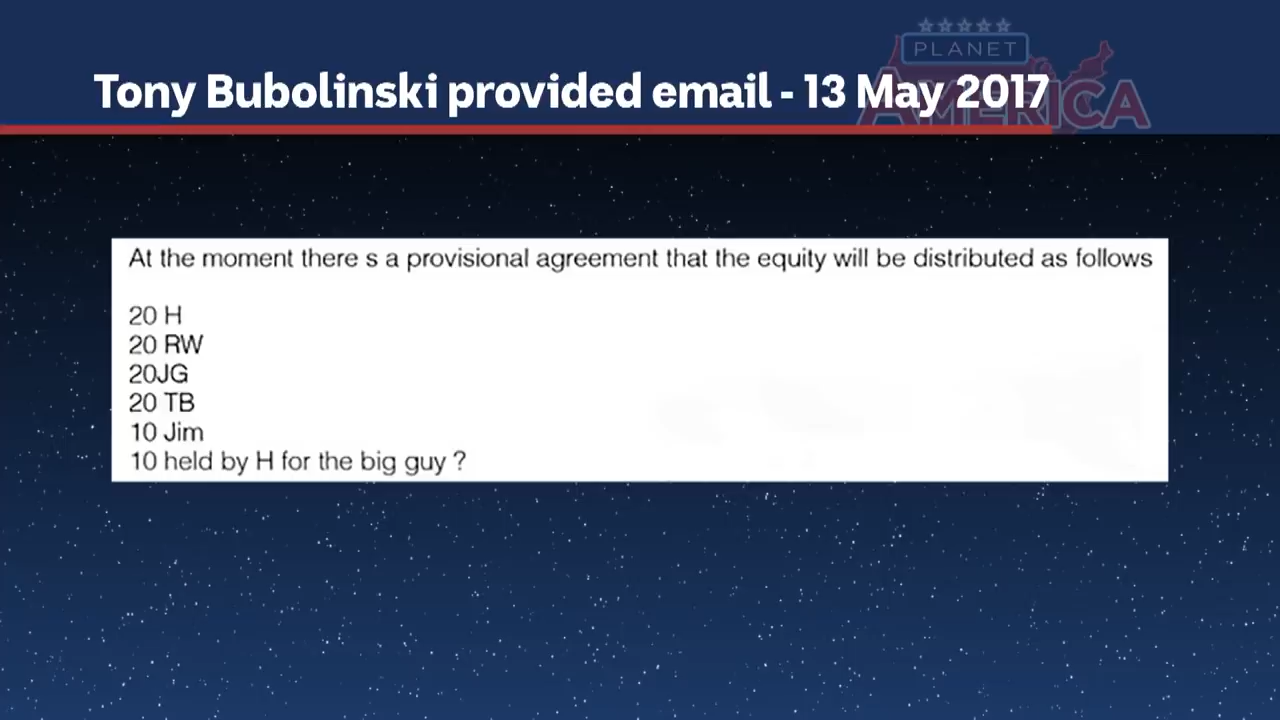 PLANET
AMERICA
Tony Bubolinski provided email - 13 May 2017
At the moment there s a provisional agreement that the equity will be distributed as follows
20 H
20 RW
20JG
20 TB
10 Jim
10 held by H for the big guy ?